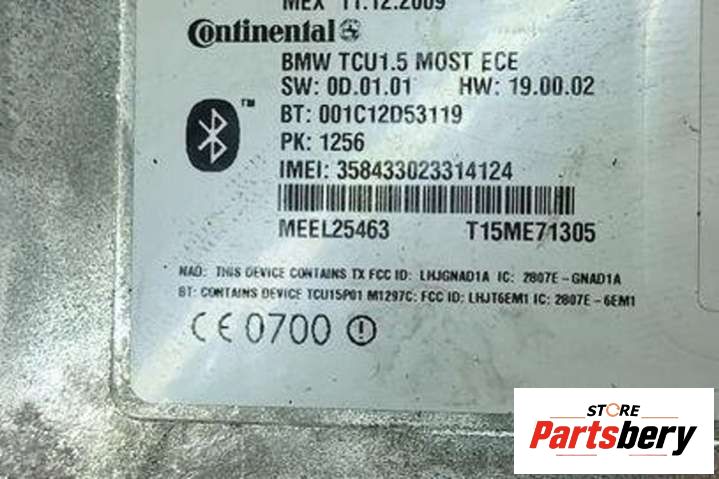 MEX 11.12.2009
Continental
BMW TCU1.5 MOST ECE
SW: 0D.01.01 HW: 19.00.02
™ BT: 001C12D53119
PK: 1256
IMEI: 358433023314124
MEEL25463 T15ME71305
NAD: THIS DEVICE CONTAINS TX FCC ID: LHJGNAD1A IC: 2807E-GNAD1A
BT: CONTAINS DEVICE TCU15P01 M1297C: FCC ID: LHJT6EM1 IC: 2807E-6EM1
CE0700
STORE
Partsbery